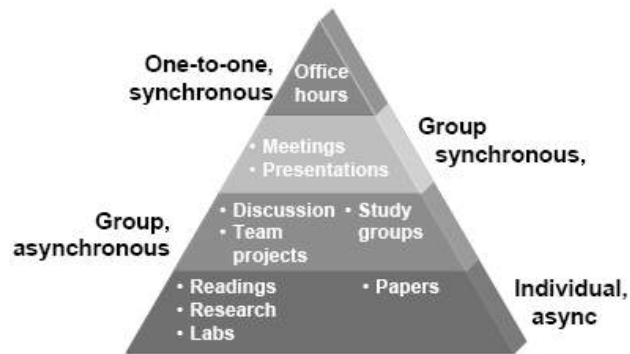 One-to-one,
synchronous
Office
hours
• Meetings
• Presentations
Group
synchronous,
Group,
asynchronous
• Discussion
• Team
projects
• Study
groups
• Readings
• Research
• Labs
• Papers
Individual,
async